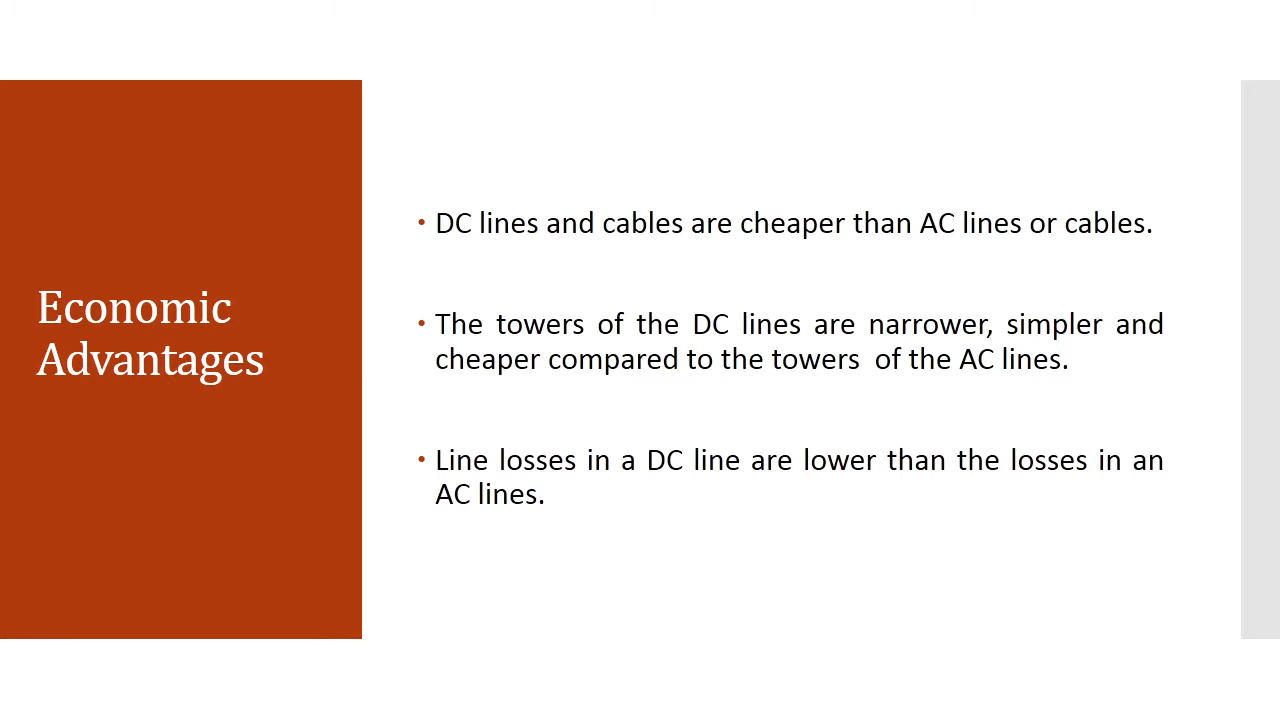 Economic
Advantages
• DC lines and cables are cheaper than AC lines or cables.
• The towers of the DC lines are narrower, simpler and
cheaper compared to the towers  of the AC lines.
• Line losses in a DC line are lower than the losses in an
AC lines.